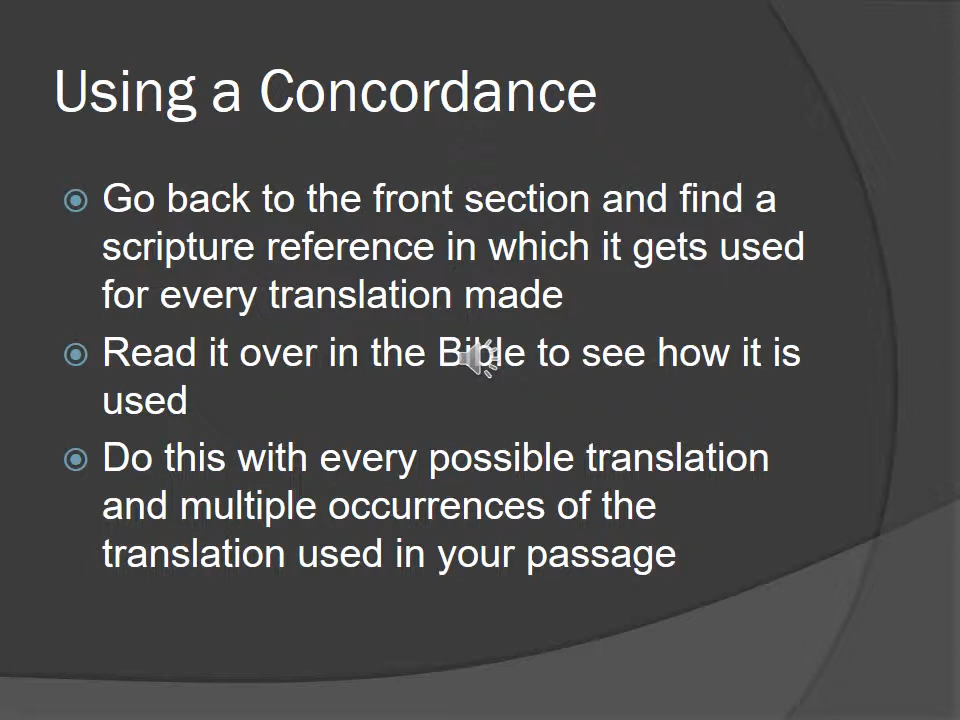 Using a Concordance
Go back to the front section and find a
scripture reference in which it gets used
for every translation made
Read it over in the Bible to see how it is
used
Do this with every possible translation
and multiple occurrences of the
translation used in your passage